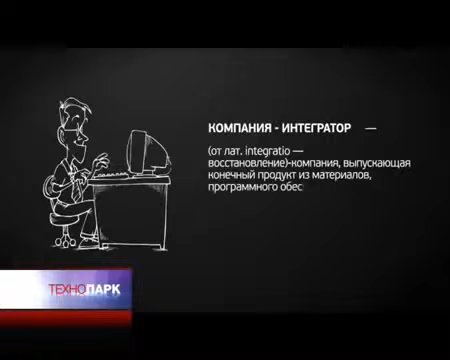 КОМПАНИЯ - ИНТЕГРАТОР —
(от лат. integratio —
восстановление)-компания, выпускающая
конечный продукт из материалов,
программного обес
ТЕХНОПАРК